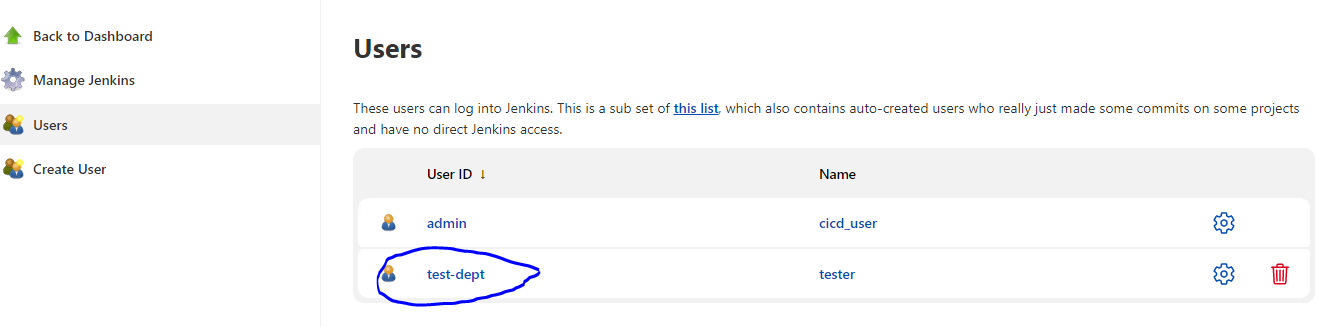 Back to Dashboard
Manage Jenkins
Users
Create User
Users
These users can log into Jenkins. This is a sub set of this list, which also contains auto-created users who really just made some commits on some projects
and have no direct Jenkins access.
User ID ↓ Name
admin cicd_user
test-dept tester